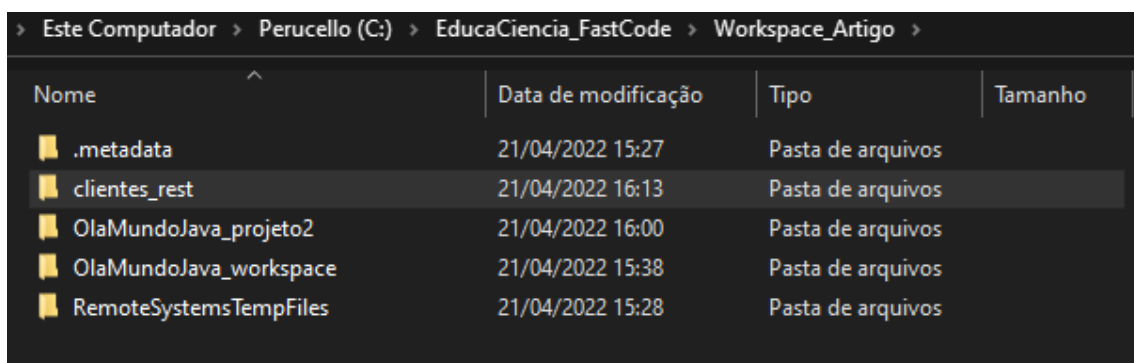 > Este Computador > Perucello (C:) > EducaCiencia_FastCode > Workspace_Artigo >
Nome Data de modificação Tipo Tamanho
.metadata 21/04/2022 15:27 Pasta de arquivos
clientes_rest 21/04/2022 16:13 Pasta de arquivos
OlaMundoJava_projeto2 21/04/2022 16:00 Pasta de arquivos
OlaMundoJava_workspace 21/04/2022 15:38 Pasta de arquivos
RemoteSystemsTempFiles 21/04/2022 15:28 Pasta de arquivos